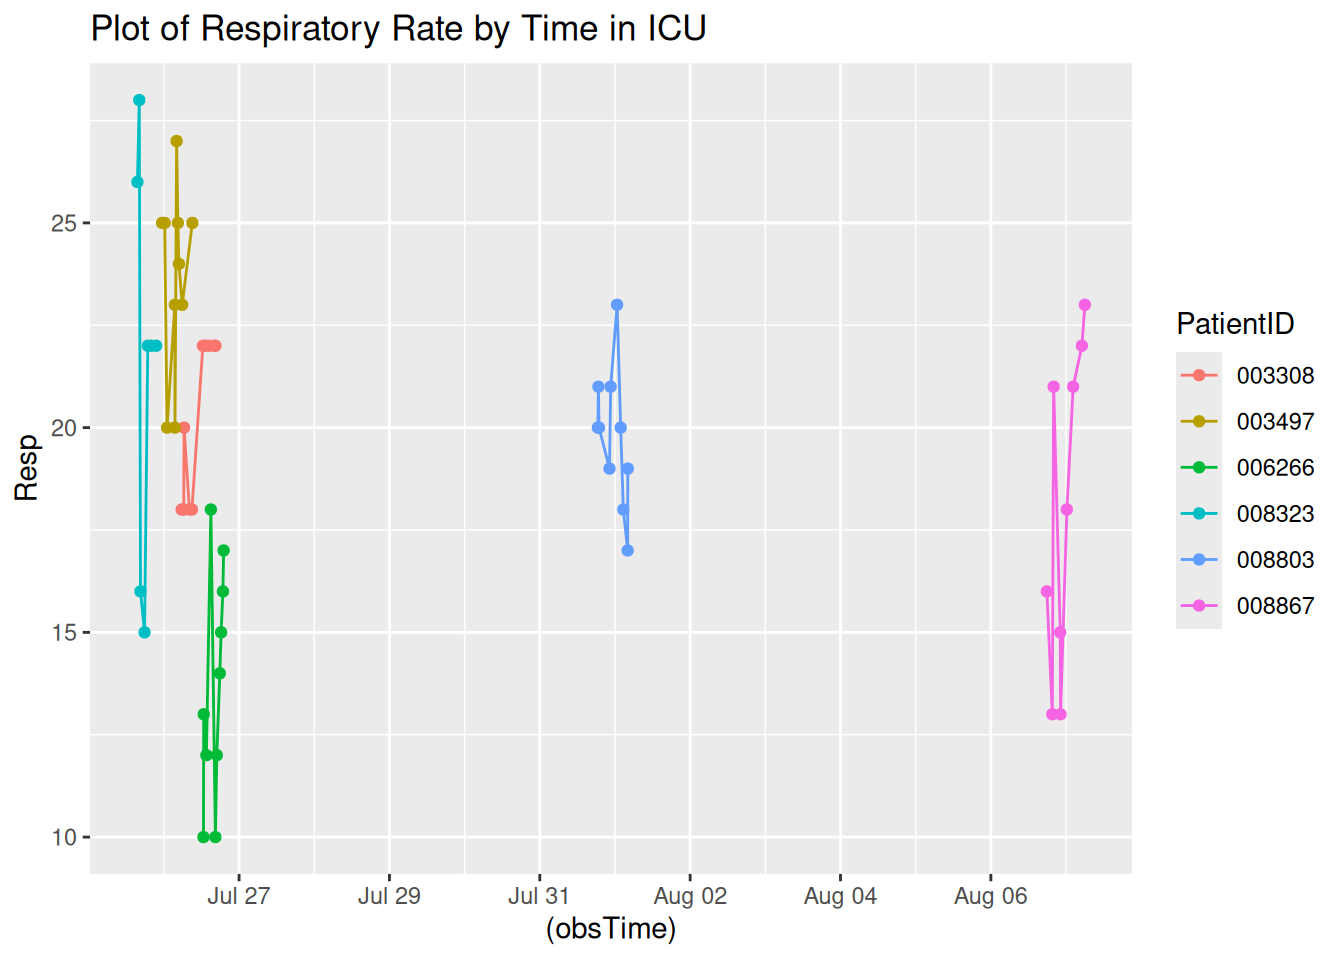 Plot of Respiratory Rate by Time in ICU
Resp
25
20
15
10
Jul 27
Jul 29
Jul 31
Aug 02
Aug 04
Aug 06
(obsTime)
PatientID
003308
003497
006266
008323
008803
008867